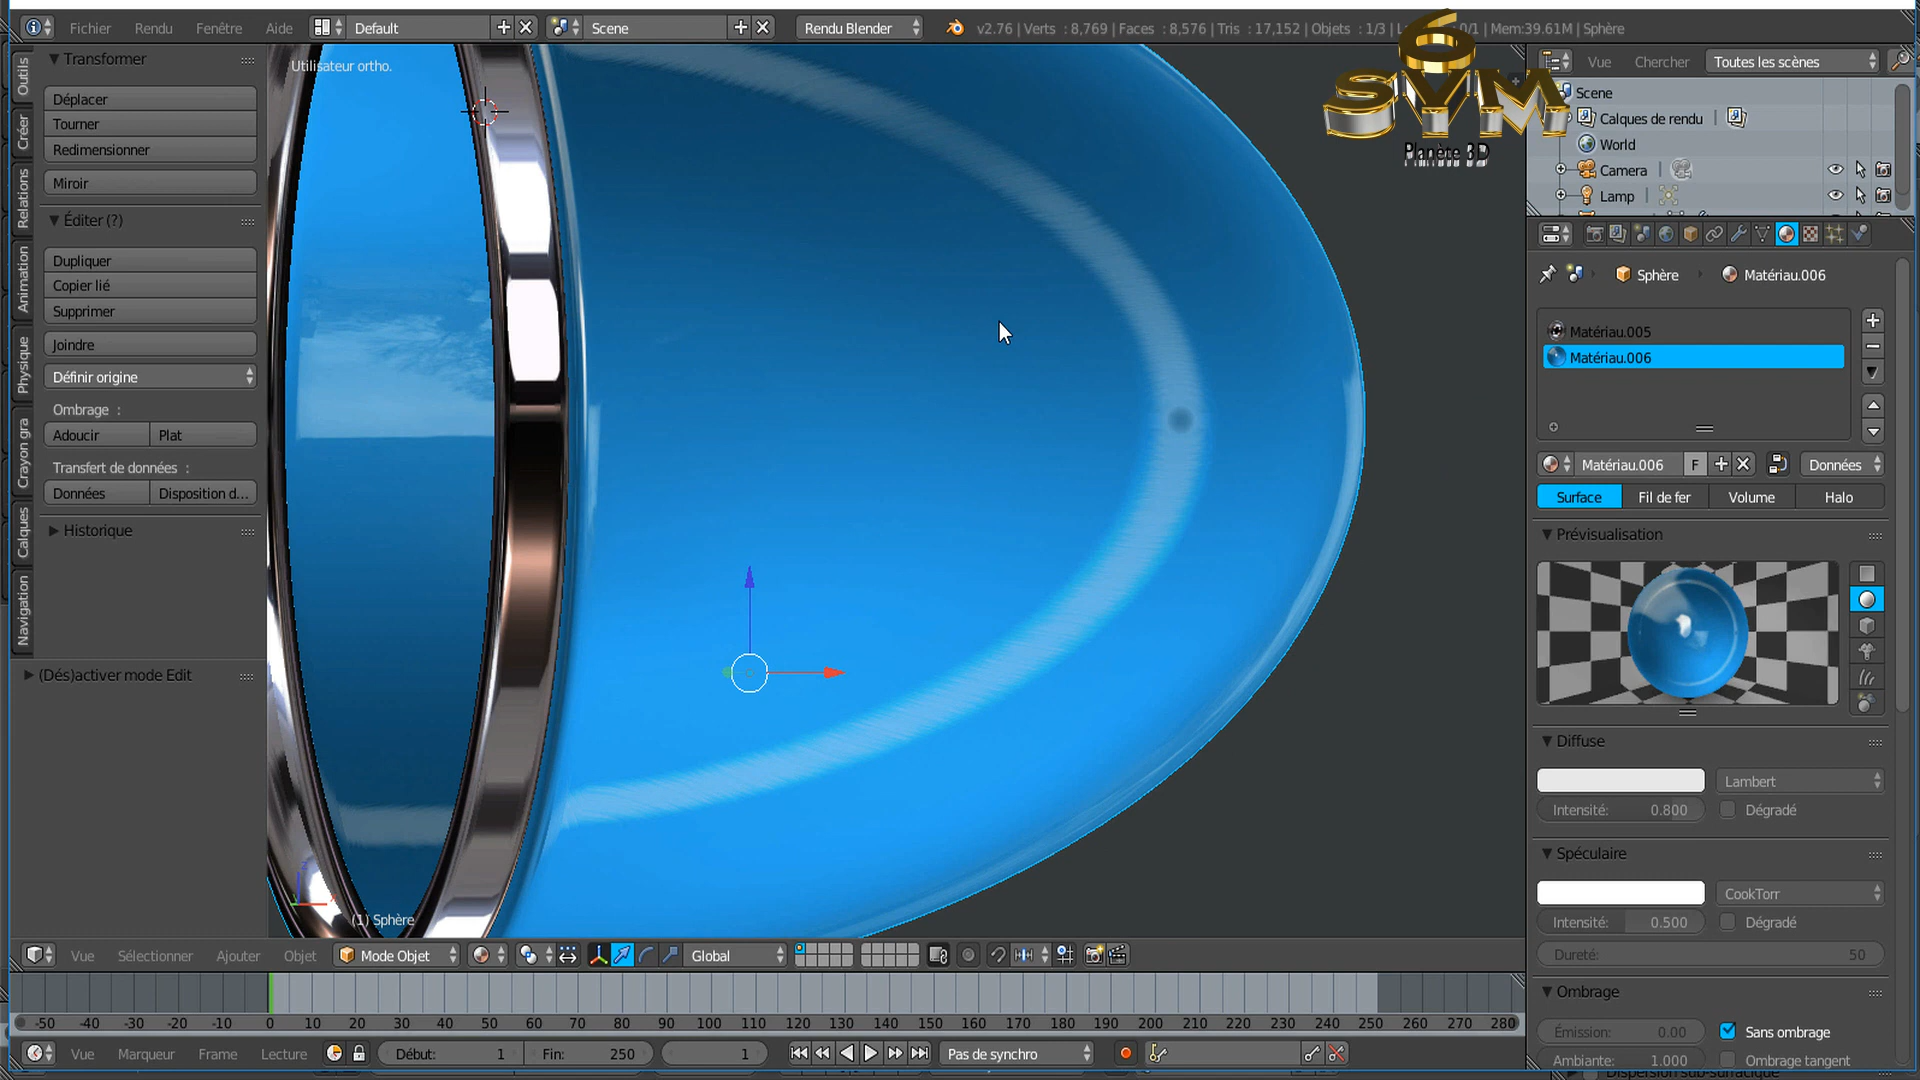 Fichier Rendu Fenêtre Aide Default Scene Rendu Blender v2.76 | Verts : 8,769 | Faces : 8,576 | Tris : 17,152 | Objets : 1/3 | L 0/1 | Mem:39.61M | Sphère
6
SVM
Planète 3D
Outils
Créer
Relations
Animation
Physique
Crayon gra
Calques
Navigation
Transformer
Déplacer
Tourner
Redimensionner
Miroir
Éditer (?)
Dupliquer
Copier lié
Supprimer
Joindre
Définir origine
Ombrage :
Adoucir Plat
Transfert de données :
Données Disposition d...
Historique
(Dés)activer mode Edit
Utilisateur ortho.
(1) Sphère
Vue Chercher Toutes les scènes
Scene
Calques de rendu
World
Camera
Lamp
Sphère Matériau.006
Matériau.005
Matériau.006
Matériau.006 F Données
Surface Fil de fer Volume Halo
Prévisualisation
Diffuse
Lambert
Intensité: 0.800 Dégradé
Spéculaire
CookTorr
Intensité: 0.500 Dégradé
Dureté: 50
Ombrage
Émission: 0.00 Sans ombrage
Ambiante: 1.000 Ombrage tangent
Dispersion sub-surfacique
Vue Sélectionner Ajouter Objet Mode Objet Global
-50 -40 -30 -20 -10 0 10 20 30 40 50 60 70 80 90 100 110 120 130 140 150 160 170 180 190 200 210 220 230 240 250 260 270 280
Vue Marqueur Frame Lecture Début: 1 Fin: 250 1 Pas de synchro